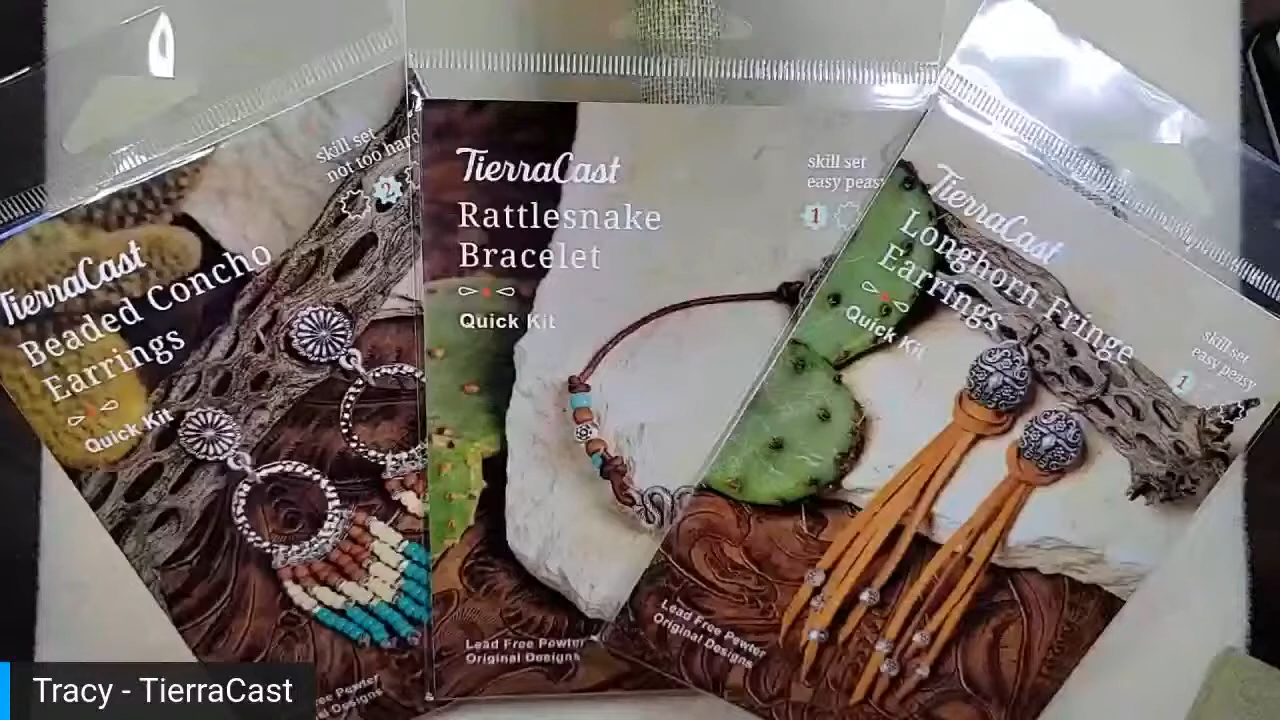 skill set
not too hard
2
TierraCast
Beaded Concho
Earrings
Quick Kit
TierraCast
Rattlesnake
Bracelet
Quick Kit
skill set
easy peasy
1
Lead Free Pewter
Original Designs
TierraCast
Longhorn Fringe
Earrings
Quick Kit
skill set
easy peasy
1
Lead Free Pewter
Original Designs
Pewter
Designs
Tracy - TierraCast